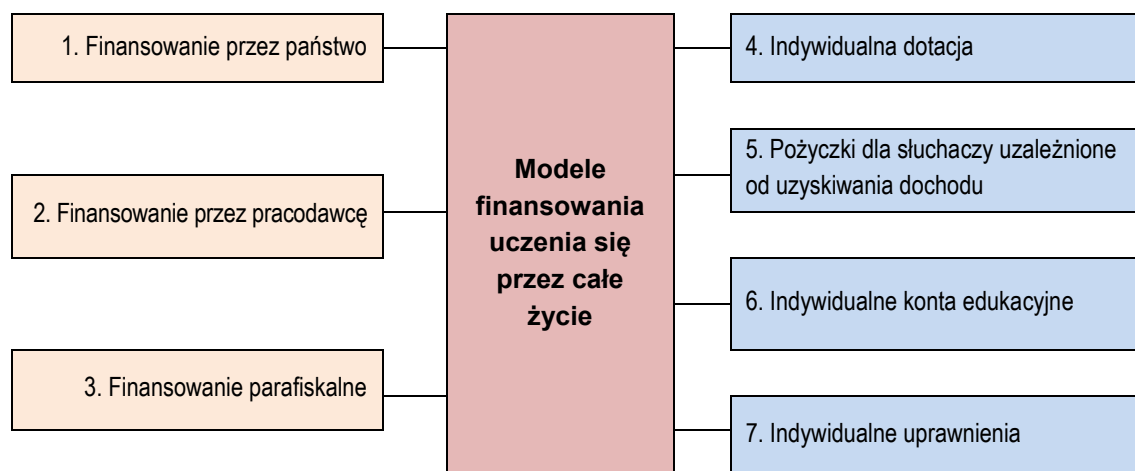 1. Finansowanie przez państwo
2. Finansowanie przez pracodawcę
3. Finansowanie parafiskalne
Modele
finansowania
uczenia się
przez całe
życie
4. Indywidualna dotacja
5. Pożyczki dla słuchaczy uzależnione
od uzyskiwania dochodu
6. Indywidualne konta edukacyjne
7. Indywidualne uprawnienia